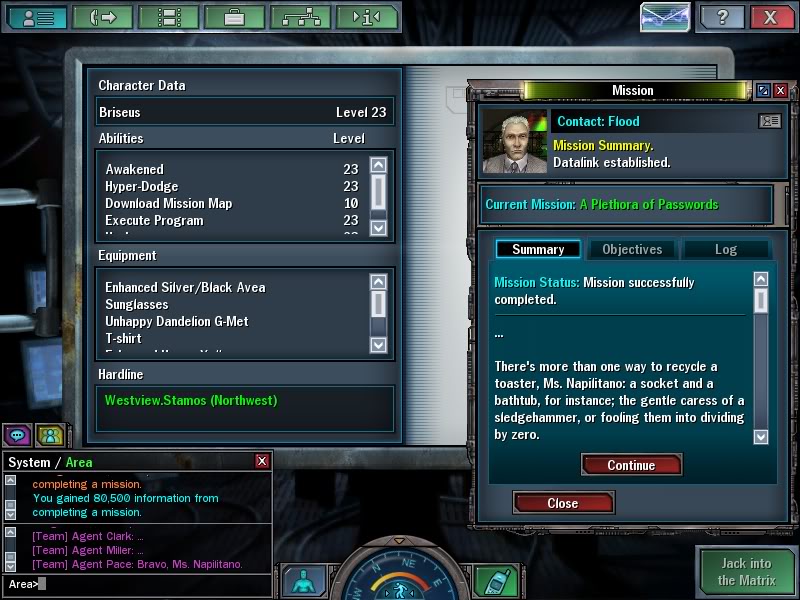 ?
X
Character Data
Briseus Level 23
Abilities Level
Awakened 23
Hyper-Dodge 23
Download Mission Map 10
Execute Program 23
Equipment
Enhanced Silver/Black Avea
Sunglasses
Unhappy Dandelion G-Met
T-shirt
Hardline
Westview.Stamos (Northwest)
Mission
X
Contact: Flood
Mission Summary.
Datalink established.
Current Mission: A Plethora of Passwords
Summary Objectives Log
Mission Status: Mission successfully
completed.
...
There's more than one way to recycle a
toaster, Ms. Napilitano: a socket and a
bathtub, for instance; the gentle caress of a
sledgehammer, or fooling them into dividing
by zero.
Continue
Close
System / Area
X
completing a mission.
You gained 80,500 information from
completing a mission.
[Team] Agent Clark: ...
[Team] Agent Miller: ...
[Team] Agent Pace: Bravo, Ms. Napilitano.
Area>
NW N NE E
Jack into
the Matrix